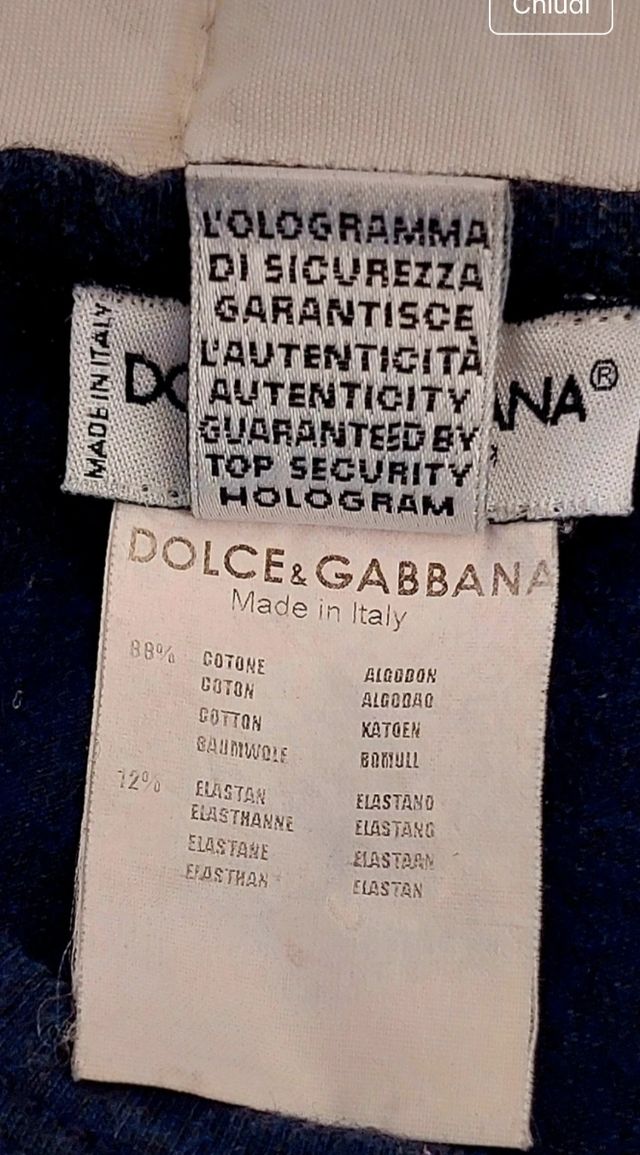 Chiudi
L'OLOGRAMMA
DI SICUREZZA
GARANTISCE
L'AUTENTICITÀ
AUTENTICITY
GUARANTEED BY
TOP SECURITY
HOLOGRAM
MADE IN ITALY
DO ANA®
DOLCE&GABBANA
Made in Italy
88% COTONE ALGODON
COTON ALGODAO
COTTON KATOEN
BAUMWOLE BOMULL
12% ELASTAN ELASTANO
ELASTHANNE ELASTANO
ELASTANE ELASTAAN
ELASTHAN ELASTAN